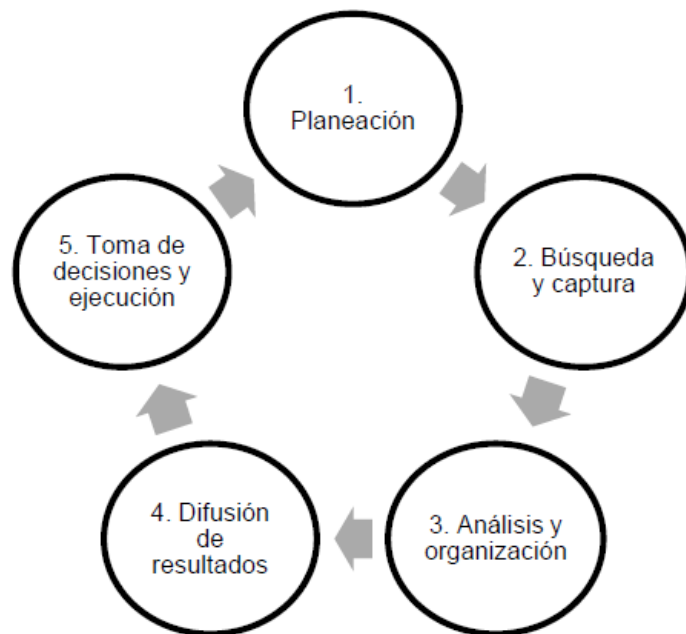 1.
Planeación
2. Búsqueda
y captura
3. Análisis y
organización
4. Difusión
de
resultados
5. Toma de
decisiones y
ejecución